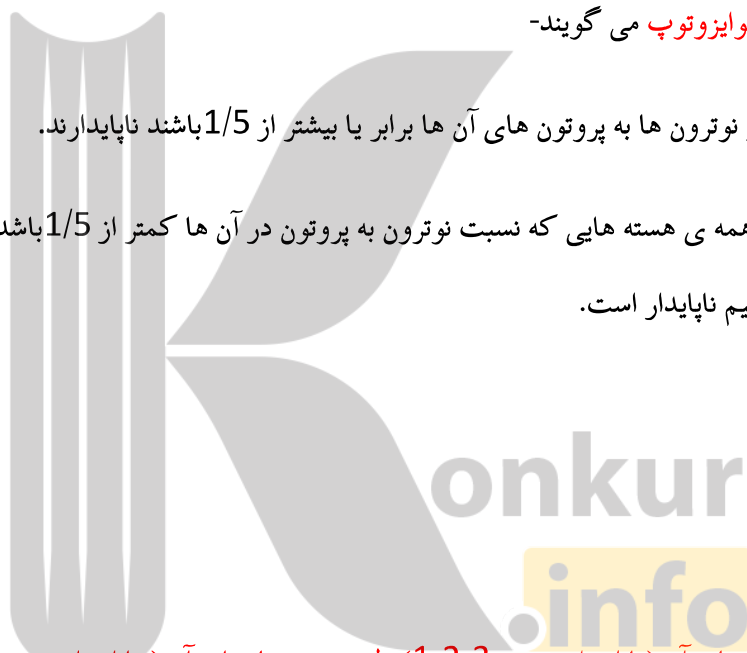 وایزوتوپ می گویند-
نوترون ها به پروتون های آن ها برابر یا بیشتر از 1/5باشند ناپایدارند.
همه ی هسته هایی که نسبت نوترون به پروتون در آن ها کمتر از 1/5باشد
یم ناپایدار است.
onkur
.info